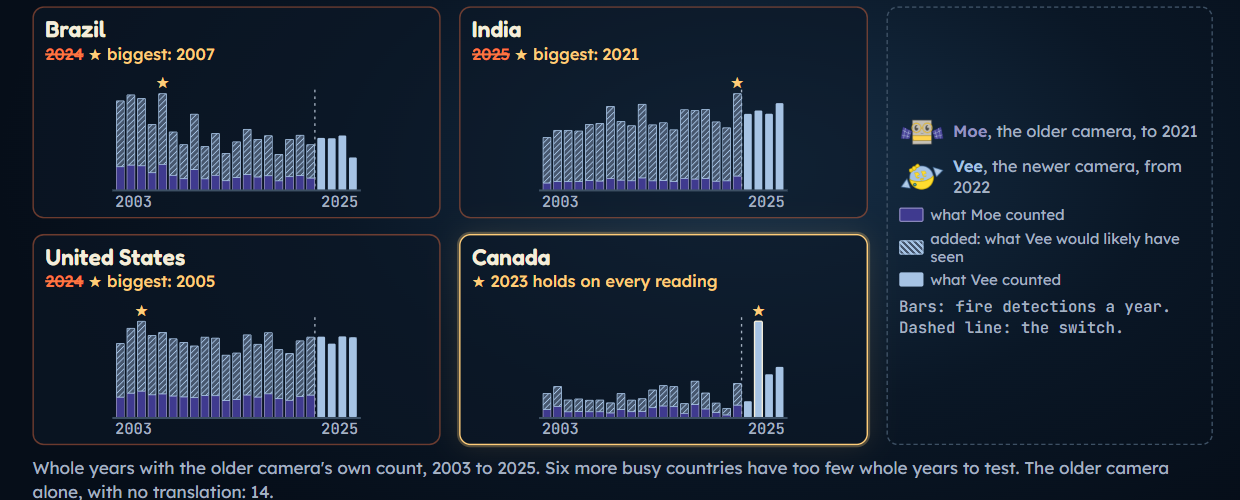 Brazil
2024 ★ biggest: 2007
2003
2025
India
2025 ★ biggest: 2021
2003
2025
United States
2024 ★ biggest: 2005
2003
2025
Canada
★ 2023 holds on every reading
2003
2025
Moe, the older camera, to 2021
Vee, the newer camera, from
2022
what Moe counted
added: what Vee would likely have
seen
what Vee counted
Bars: fire detections a year.
Dashed line: the switch.
Whole years with the older camera's own count, 2003 to 2025. Six more busy countries have too few whole years to test. The older camera
alone, with no translation: 14.